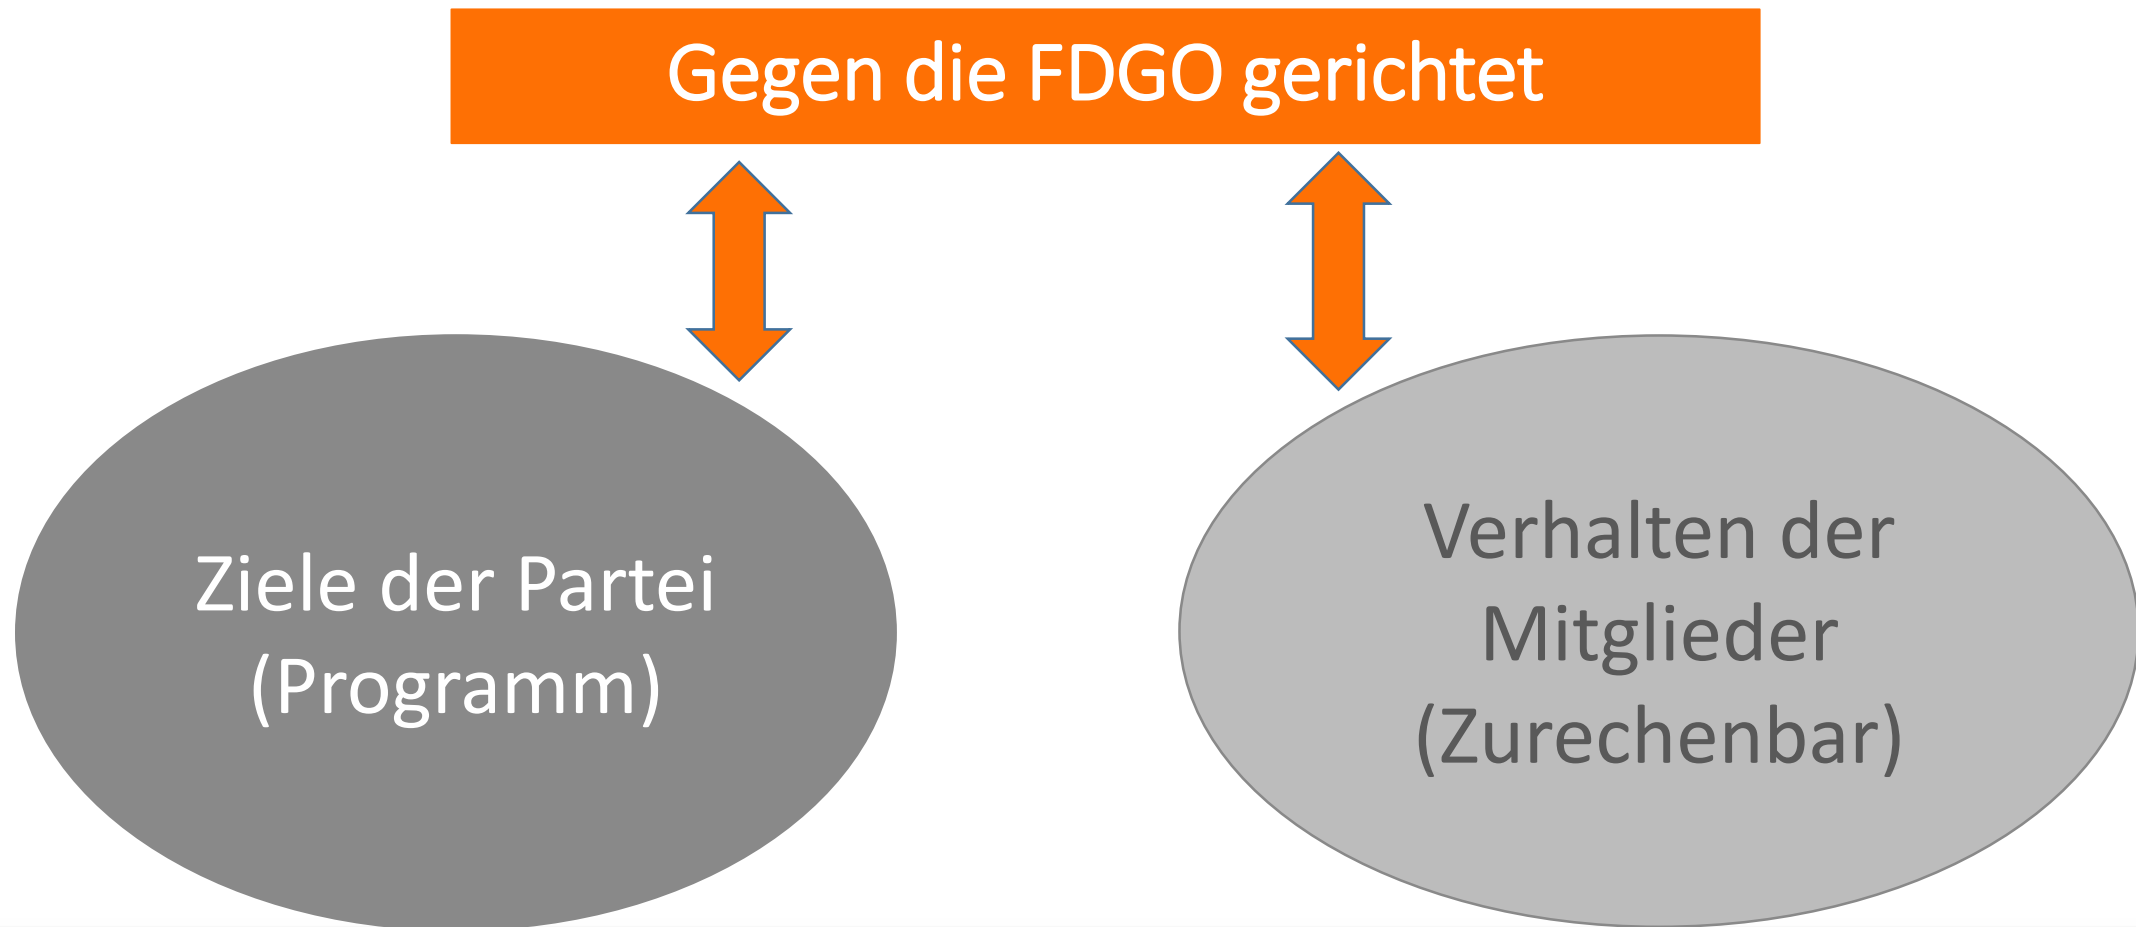 Gegen die FDGO gerichtet
Ziele der Partei
(Programm)
Verhalten der
Mitglieder
(Zurechenbar)